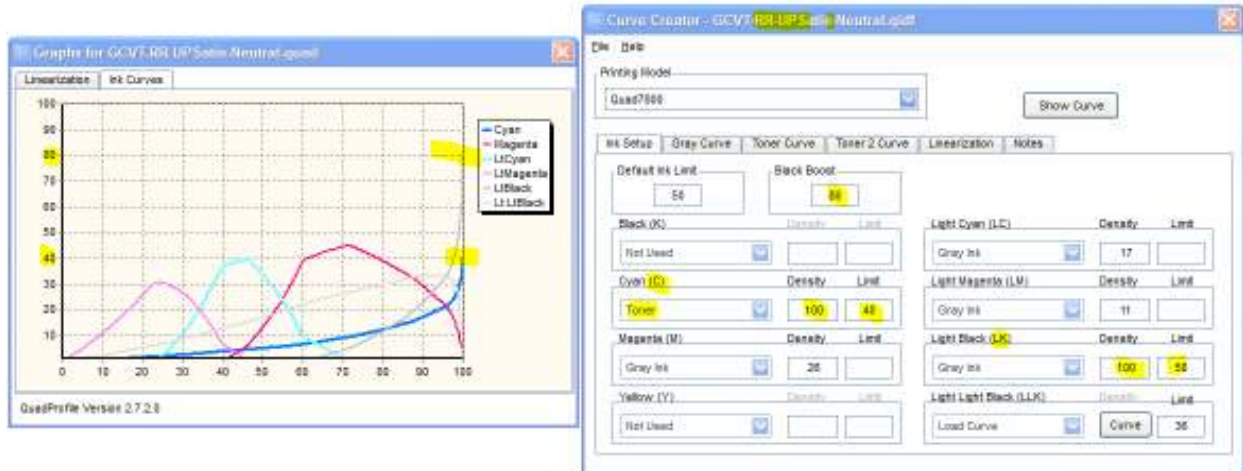 Graphs for GCVT-RR-UPSatin-Neutral.quad
Linearization Ink Curves
100
90
80
70
60
50
40
30
20
10
0 10 20 30 40 50 60 70 80 90 100
Cyan
Magenta
LtCyan
LtMagenta
LtBlack
Lt LtBlack
QuadProfile Version 2.7.2.0
Curve Creator - GCVT-RR-UPSatin-Neutral.qidf
File Help
Printing Model
Quad7800
Show Curve
Ink Setup Gray Curve Toner Curve Toner 2 Curve Linearization Notes
Default Ink Limit Black Boost
50 80
Black (K) Density Limit
Not Used
Light Cyan (LC) Density Limit
Gray Ink 17
Cyan (C) Density Limit
Toner 100 40
Light Magenta (LM) Density Limit
Gray Ink 11
Magenta (M) Density Limit
Gray Ink 26
Light Black (LK) Density Limit
Gray Ink 100 50
Yellow (Y) Density Limit
Not Used
Light Light Black (LLK) Density Limit
Load Curve Curve 36